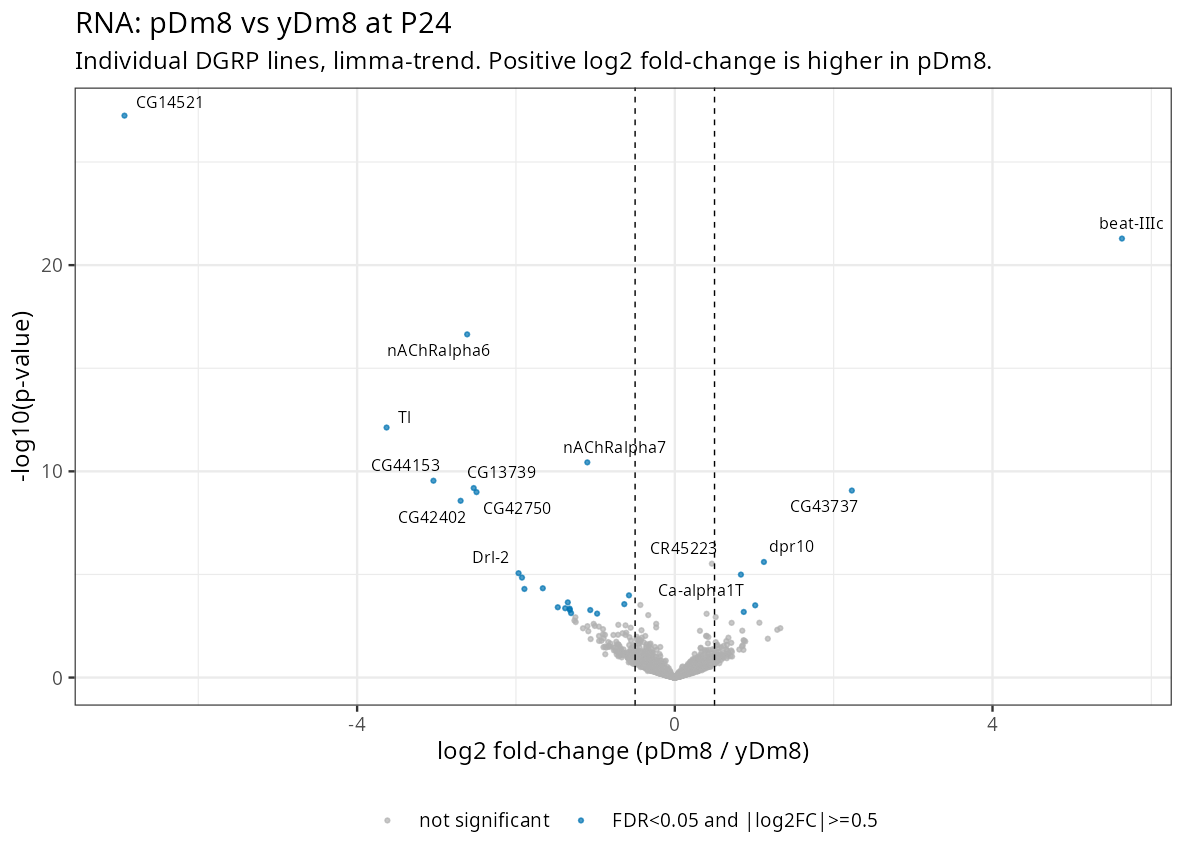 RNA: pDm8 vs yDm8 at P24
Individual DGRP lines, limma-trend. Positive log2 fold-change is higher in pDm8.
CG14521
beat-IIIc
20
nAChRalpha6
Tl
nAChRalpha7
10
CG44153
CG13739
CG42750
CG42402
CG43737
CR45223
dpr10
Drl-2
Ca-alpha1T
0
-4
0
4
-log10(p-value)
log2 fold-change (pDm8 / yDm8)
not significant
FDR<0.05 and |log2FC|>=0.5